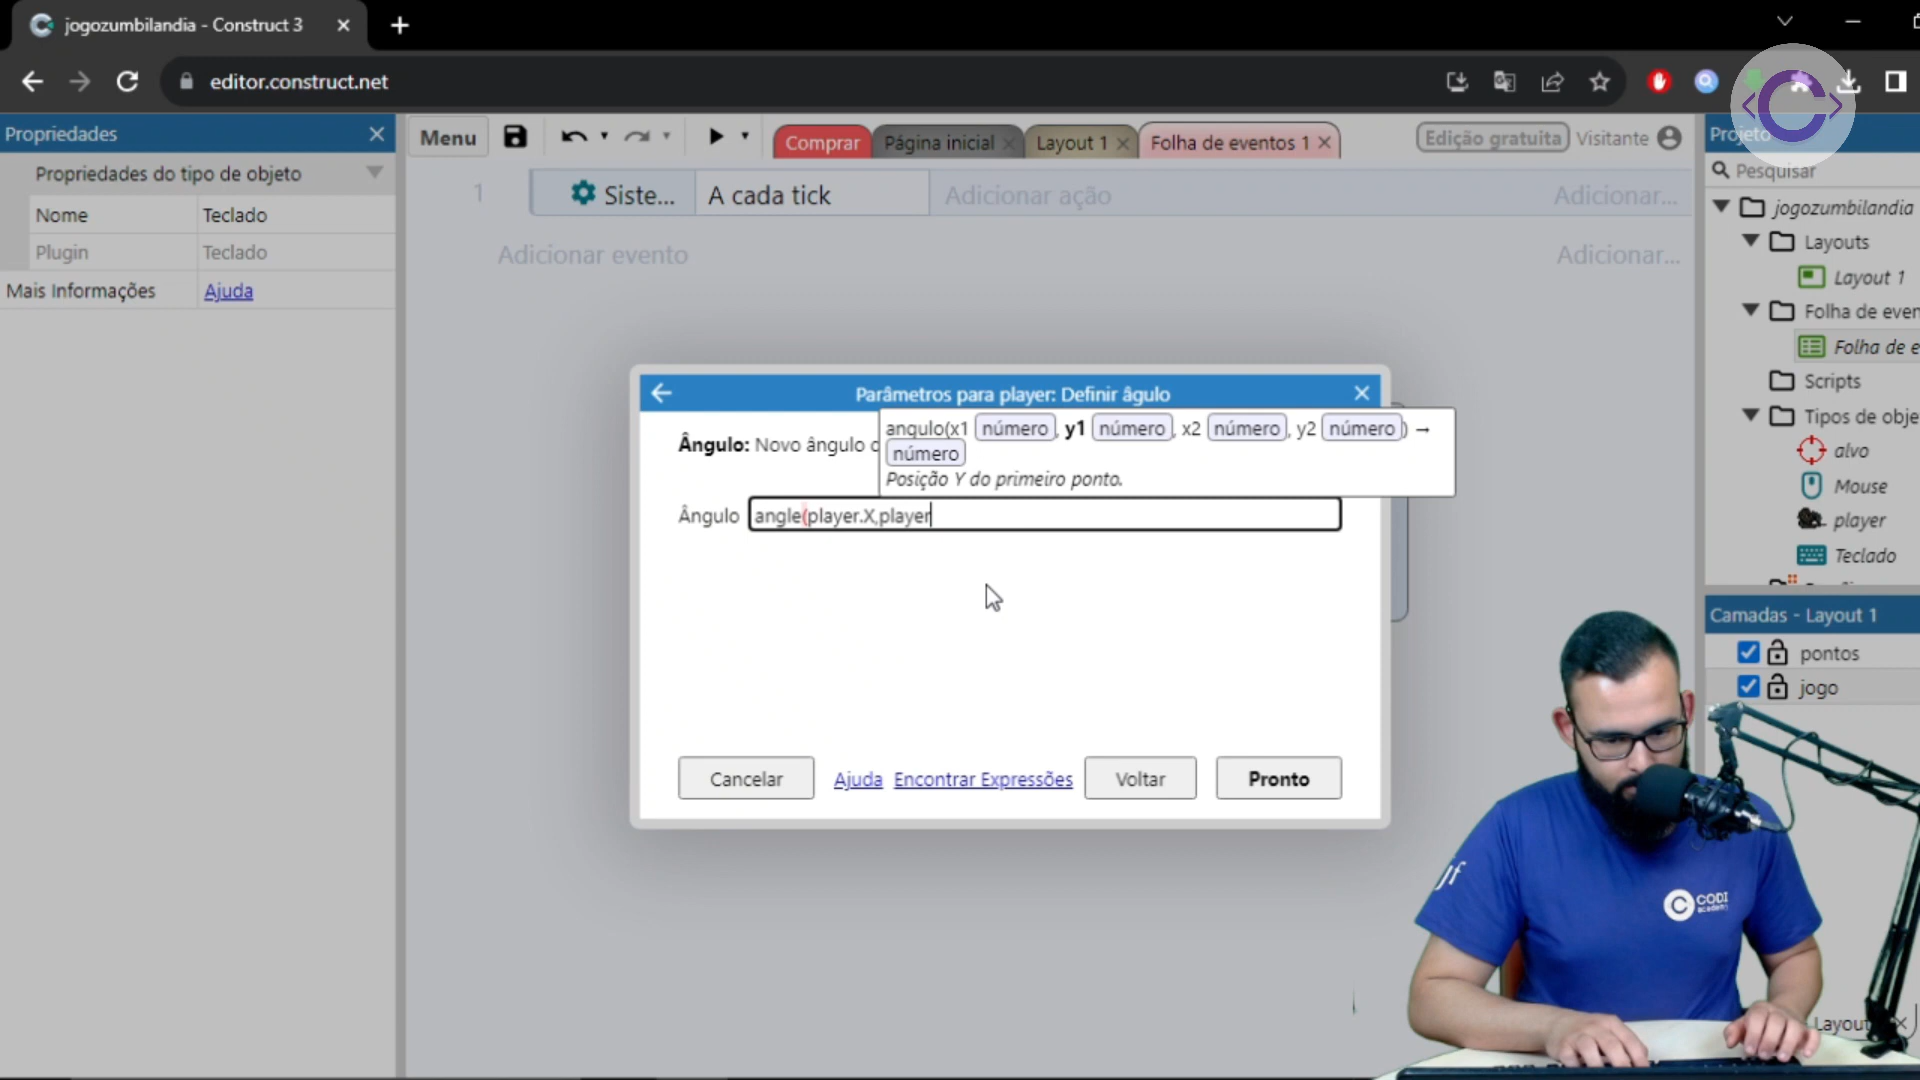 jogozumbilandia - Construct 3
editor.construct.net
Propriedades
Propriedades do tipo de objeto
Nome Teclado
Plugin Teclado
Mais Informações Ajuda
Menu
Comprar
Página inicial
Layout 1
Folha de eventos 1
Edição gratuita
Visitante
1
Siste...
A cada tick
Adicionar ação
Adicionar...
Adicionar evento
Adicionar...
Parâmetros para player: Definir âgulo
Ângulo: Novo ângulo
angulo(x1 número, y1 número, x2 número, y2 número) →
número
Posição Y do primeiro ponto.
Ângulo angle(player.X,player
Cancelar
Ajuda
Encontrar Expressões
Voltar
Pronto
Projeto
Pesquisar
jogozumbilandia
Layouts
Layout 1
Folha de even
Folha de e
Scripts
Tipos de obje
alvo
Mouse
player
Teclado
Camadas - Layout 1
pontos
jogo
CODI
academy
Layout